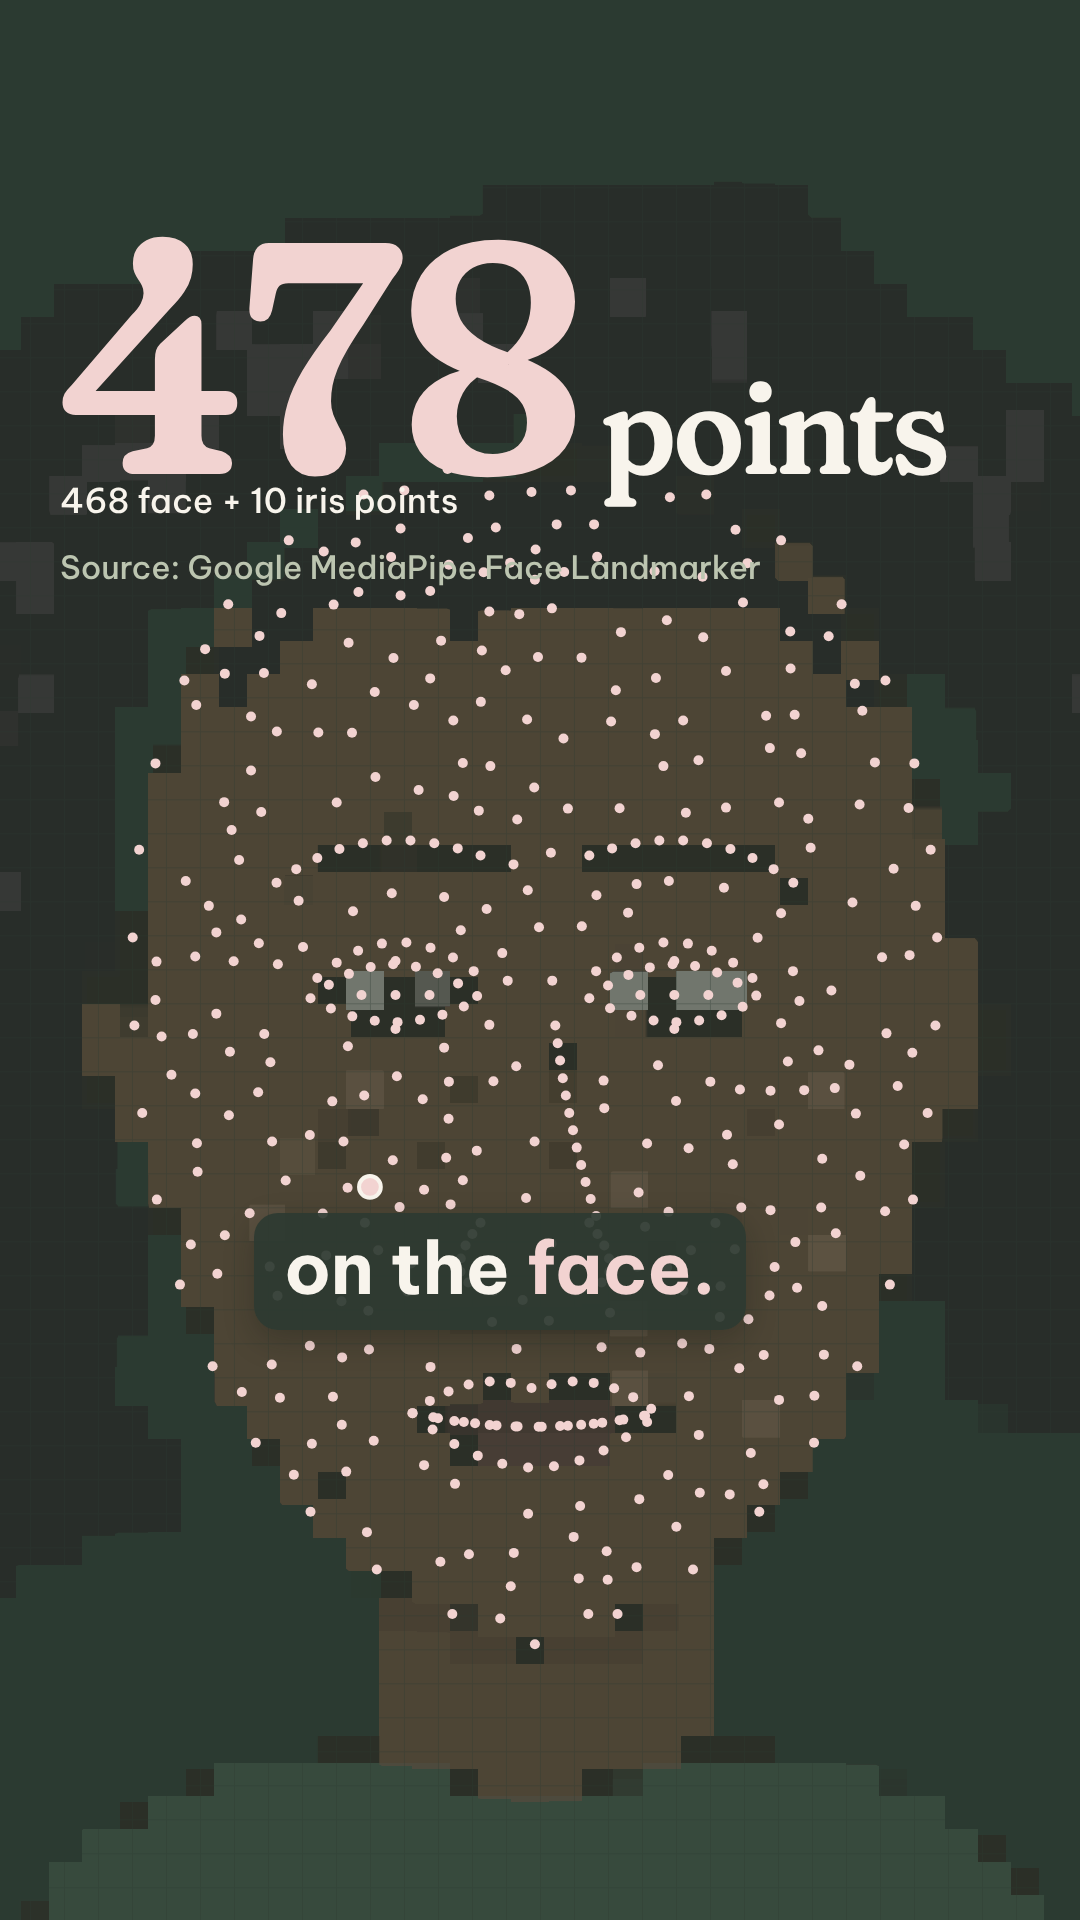 478 points
468 face + 10 iris points
Source: Google MediaPipe Face Landmarker
on the face.